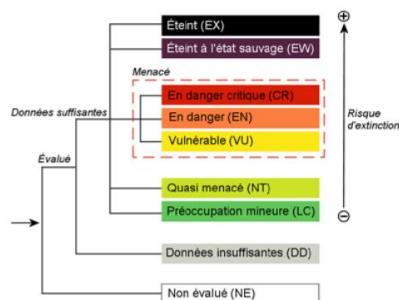 Éteint (EX)
Éteint à l'état sauvage (EW)
Menacé
En danger critique (CR)
Données suffisantes
En danger (EN)
Vulnérable (VU)
Risque
d'extinction
Évalué
Quasi menacé (NT)
Préoccupation mineure (LC)
Données insuffisantes (DD)
Non évalué (NE)